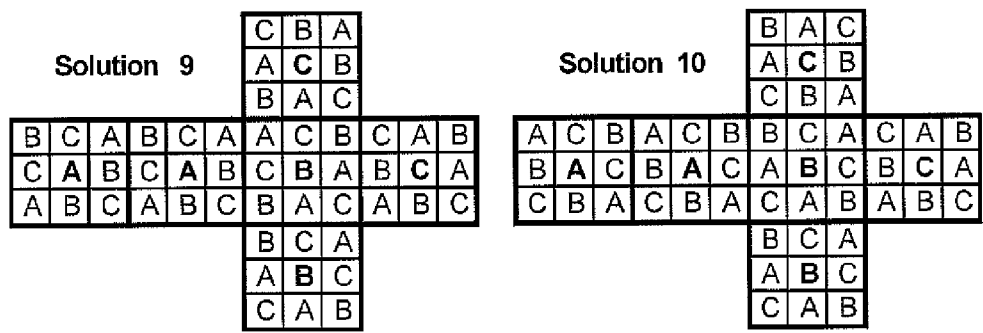 C B A
A C B
B A C
Solution 9
B C A B C A A C B C A B
C A B C A B C B A B C A
A B C A B C B A C A B C
B C A
A B C
C A B
B A C
A C B
C B A
Solution 10
A C B A C B B C A C A B
B A C B A C A B C B C A
C B A C B A C A B A B C
B C A
A B C
C A B